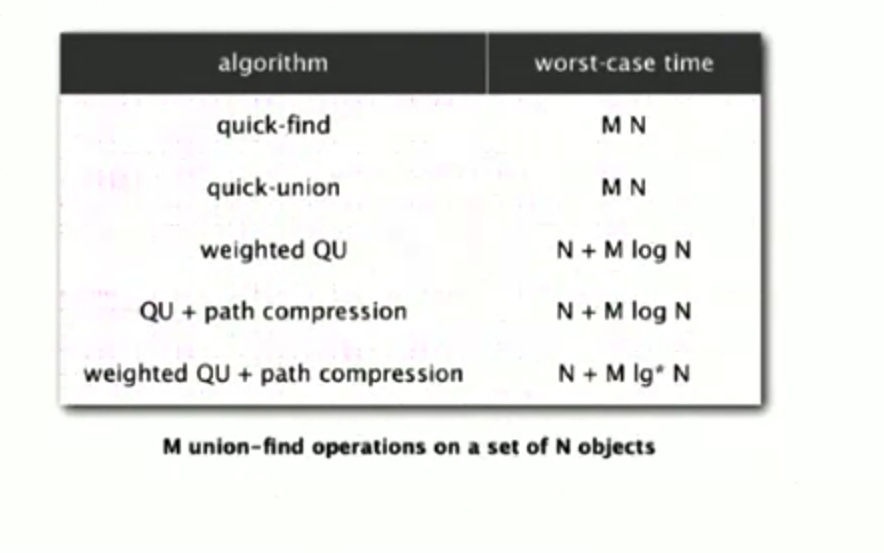 algorithm worst-case time
quick-find M N
quick-union M N
weighted QU N + M log N
QU + path compression N + M log N
weighted QU + path compression N + M lg* N
M union-find operations on a set of N objects